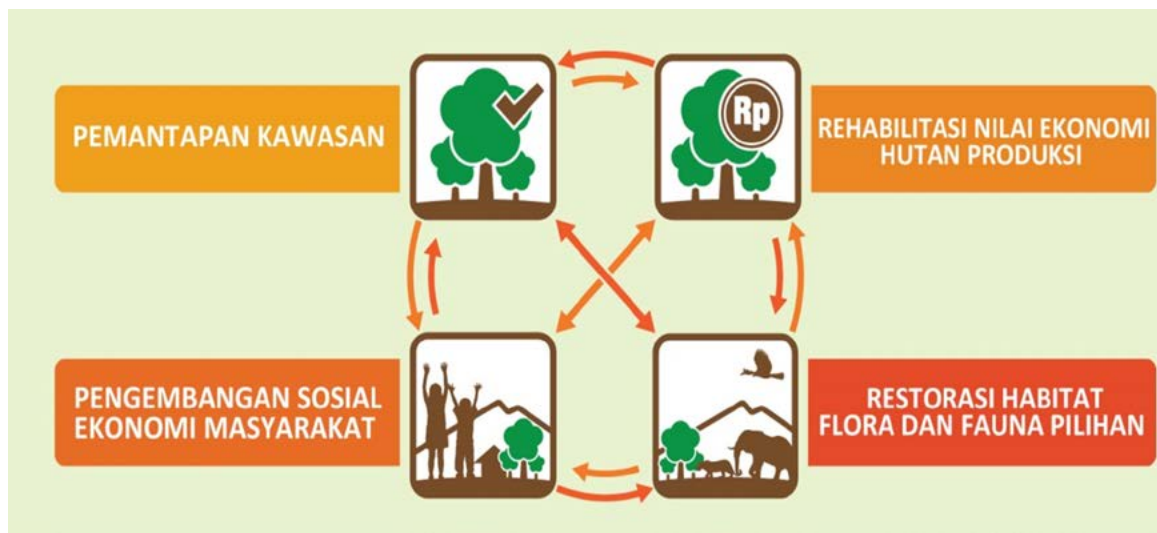 PEMANTAPAN KAWASAN
Rp
REHABILITASI NILAI EKONOMI
HUTAN PRODUKSI
PENGEMBANGAN SOSIAL
EKONOMI MASYARAKAT
RESTORASI HABITAT
FLORA DAN FAUNA PILIHAN